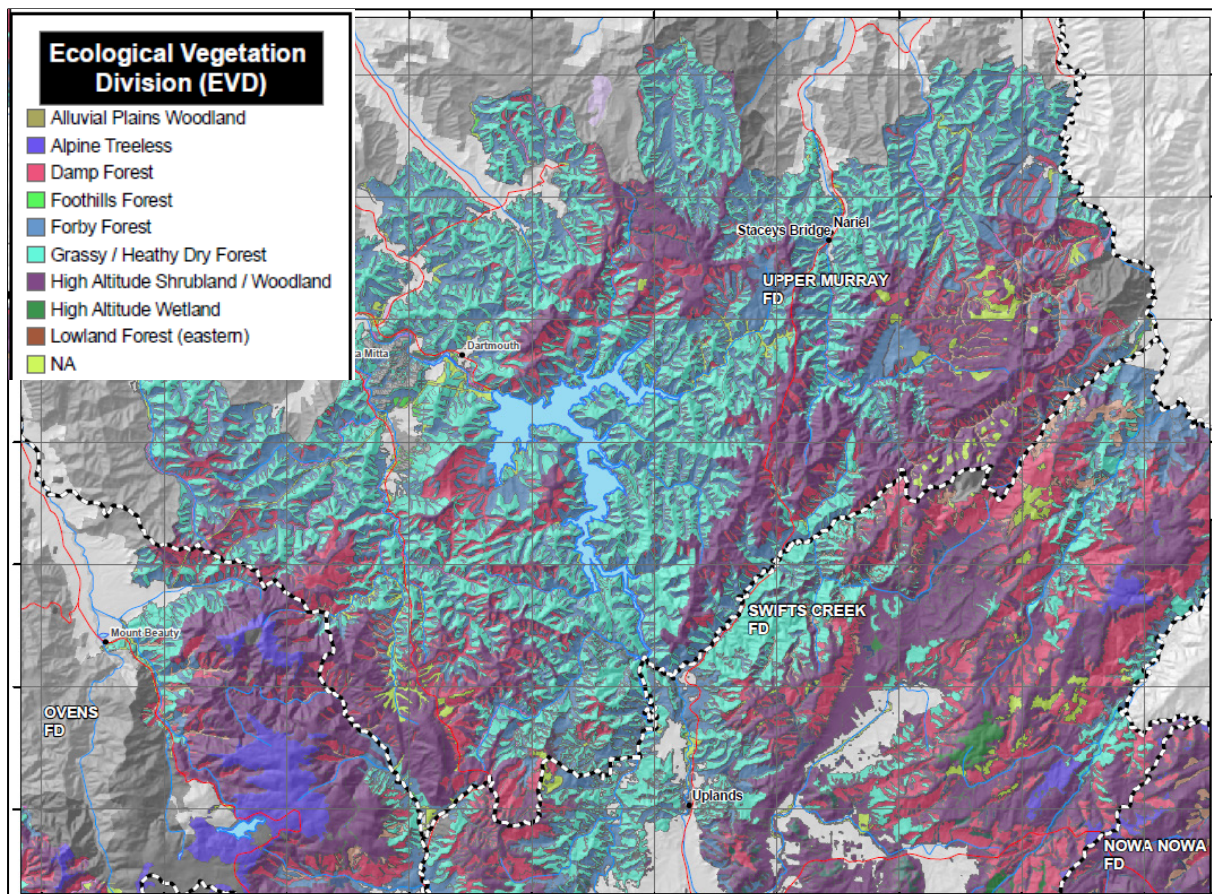 Ecological Vegetation
Division (EVD)
Alluvial Plains Woodland
Alpine Treeless
Damp Forest
Foothills Forest
Forby Forest
Grassy / Heathy Dry Forest
High Altitude Shrubland / Woodland
High Altitude Wetland
Lowland Forest (eastern)
NA
Nariel
Staceys Bridge
UPPER MURRAY
FD
Dartmouth
a Mitta
SWIFTS CREEK
FD
Mount Beauty
OVENS
FD
Uplands
NOWA NOWA
FD